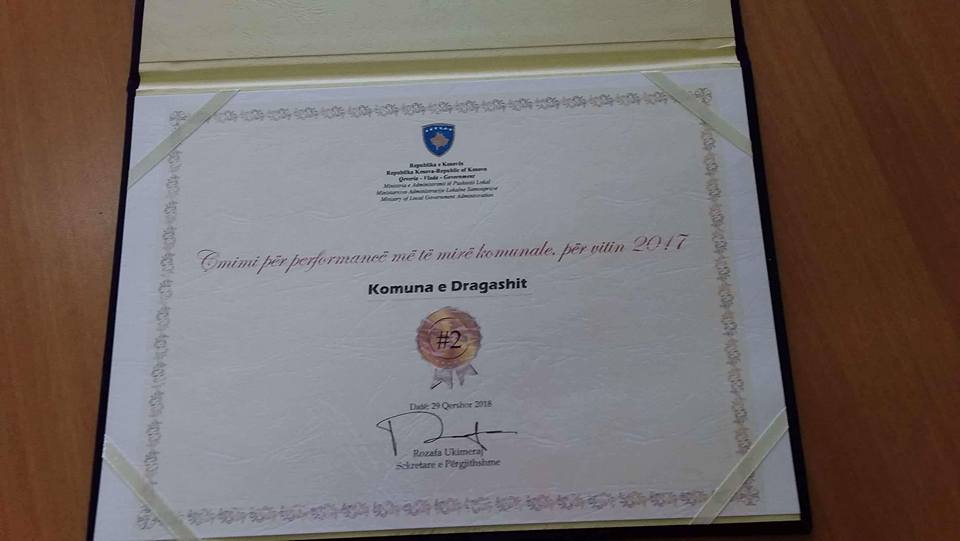 Republika e Kosovës
Republika Kosova-Republic of Kosovo
Qeveria - Vlada - Government
Ministria e Administrimit të Pushtetit Lokal
Ministarstvo Administracije Lokalne Samouprave
Ministry of Local Government Administration
Çmimi për performancë më të mirë komunale, për vitin 2017
Komuna e Dragashit
#2
Datë: 29 Qershor 2018
Rozafa Ukimeraj
Sekretare e Përgjithshme